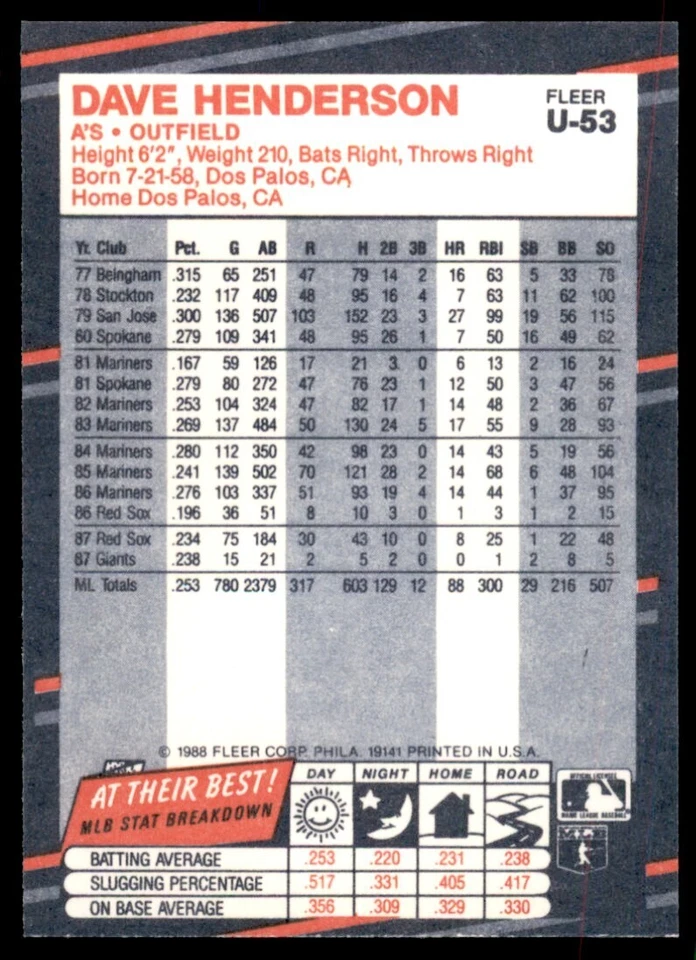 DAVE HENDERSON
FLEER
U-53
A'S • OUTFIELD
Height 6'2", Weight 210, Bats Right, Throws Right
Born 7-21-58, Dos Palos, CA
Home Dos Palos, CA
Yr. Club Pct. G AB R H 2B 3B HR RBI SB BB SO
77 Belngham .315 65 251 47 79 14 2 16 63 5 33 78
78 Stockton .232 117 409 48 95 16 4 7 63 11 62 100
79 San Jose .300 136 507 103 152 23 3 27 99 19 56 115
60 Spokane .279 109 341 48 95 26 1 7 50 16 49 62
81 Mariners .167 59 126 17 21 3 0 6 13 2 16 24
81 Spokane .279 80 272 47 76 23 1 12 50 3 47 56
82 Mariners .253 104 324 47 82 17 1 14 48 2 36 67
83 Mariners .269 137 484 50 130 24 5 17 55 9 28 93
84 Mariners .280 112 350 42 98 23 0 14 43 5 19 56
85 Mariners .241 139 502 70 121 28 2 14 68 6 48 104
86 Mariners .276 103 337 51 93 19 4 14 44 1 37 95
86 Red Sox .196 36 51 8 10 3 0 1 3 1 2 15
87 Red Sox .234 75 184 30 43 10 0 8 25 1 22 48
87 Giants .238 15 21 2 5 2 0 0 1 2 8 5
ML Totals .253 780 2379 317 603 129 12 88 300 29 216 507
© 1988 FLEER CORP. PHILA. 19141 PRINTED IN U.S.A.
AT THEIR BEST!
MLB STAT BREAKDOWN
DAY NIGHT HOME ROAD
OFFICIAL LICENSEE
MAJOR LEAGUE BASEBALL
BATTING AVERAGE .253 .220 .231 .238
SLUGGING PERCENTAGE .517 .331 .405 .417
ON BASE AVERAGE .356 .309 .329 .330